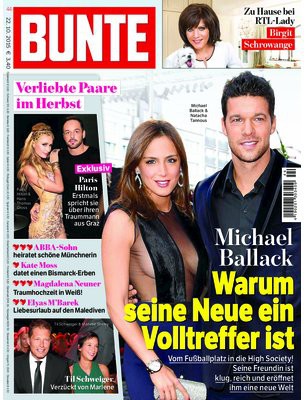 22.10.2015 € 3,40
BUNTE
Zu Hause bei
RTL-Lady
Birgit
Schrowange
Verliebte Paare
im Herbst
Michael
Ballack &
Natacha
Tannous
Exklusiv
Paris
Hilton
Erstmals
spricht sie
über ihren
Traummann
aus Graz
ABBA-Sohn
heiratet schöne Münchnerin
Kate Moss
datet einen Bismarck-Erben
Magdalena Neuner
Traumhochzeit in Weiß!
Elyas M'Barek
Liebesurlaub auf den Malediven
Til Schweiger & Marlene Shirley
Til Schweiger
Verzückt von Marlene
Michael
Ballack
Warum
seine Neue ein
Volltreffer ist
Vom Fußballplatz in die High Society!
Seine Freundin ist
klug, reich und eröffnet
ihm eine neue Welt